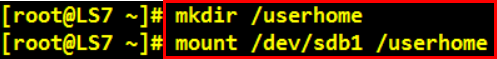 [root@LS7 ~]# mkdir /userhome
[root@LS7 ~]# mount /dev/sdb1 /userhome